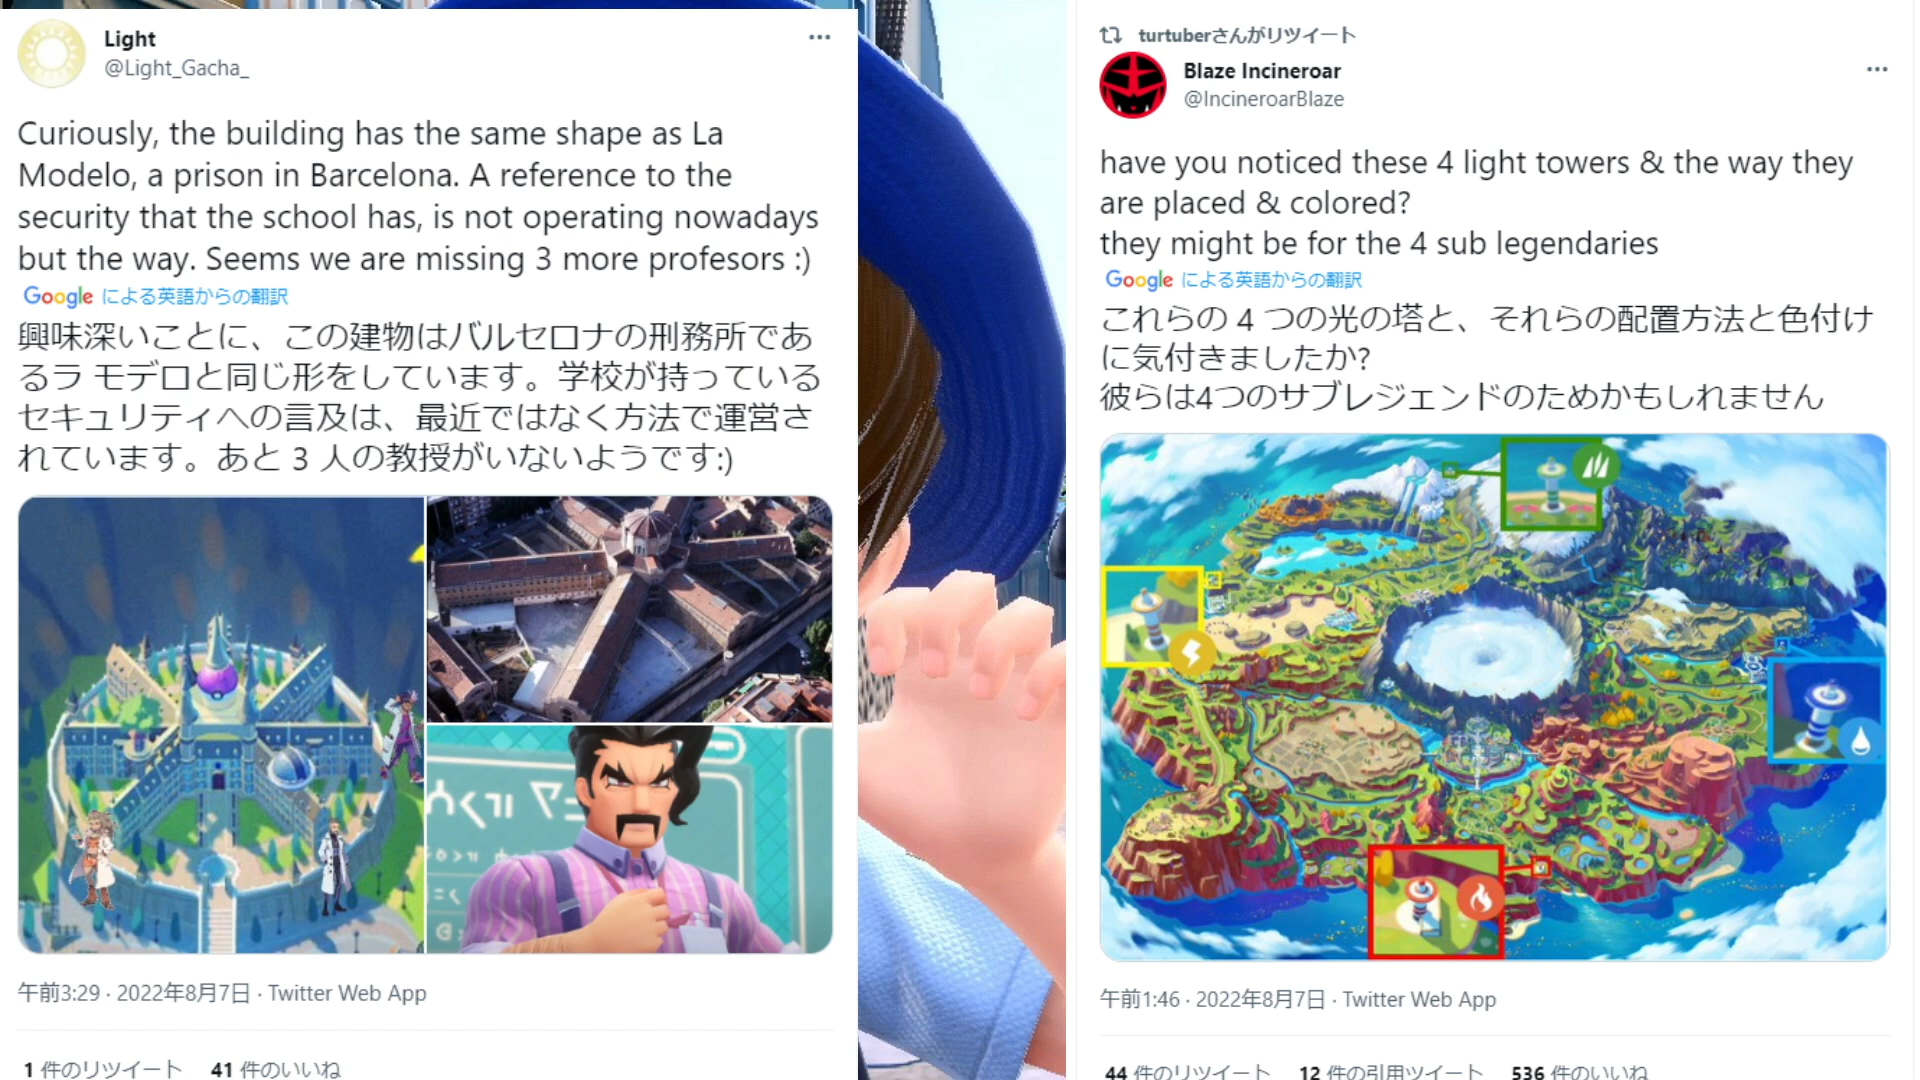 Light
@Light_Gacha_
Curiously, the building has the same shape as La
Modelo, a prison in Barcelona. A reference to the
security that the school has, is not operating nowadays
but the way. Seems we are missing 3 more profesors :)
Google による英語からの翻訳
興味深いことに、この建物はバルセロナの刑務所であ
るラ モデロと同じ形をしています。学校が持っている
セキュリティへの言及は、最近ではなく方法で運営さ
れています。あと 3 人の教授がいないようです:)
午前3:29 · 2022年8月7日 · Twitter Web App
1 件のリツイート 41 件のいいね
turtuberさんがリツイート
Blaze Incineroar
@IncineroarBlaze
have you noticed these 4 light towers & the way they
are placed & colored?
they might be for the 4 sub legendaries
Google による英語からの翻訳
これらの 4 つの光の塔と、それらの配置方法と色付け
に気付きましたか?
彼らは4つのサブレジェンドのためかもしれません
午前1:46 · 2022年8月7日 · Twitter Web App
44 件のリツイート 12 件の引用ツイート 536 件のいいね